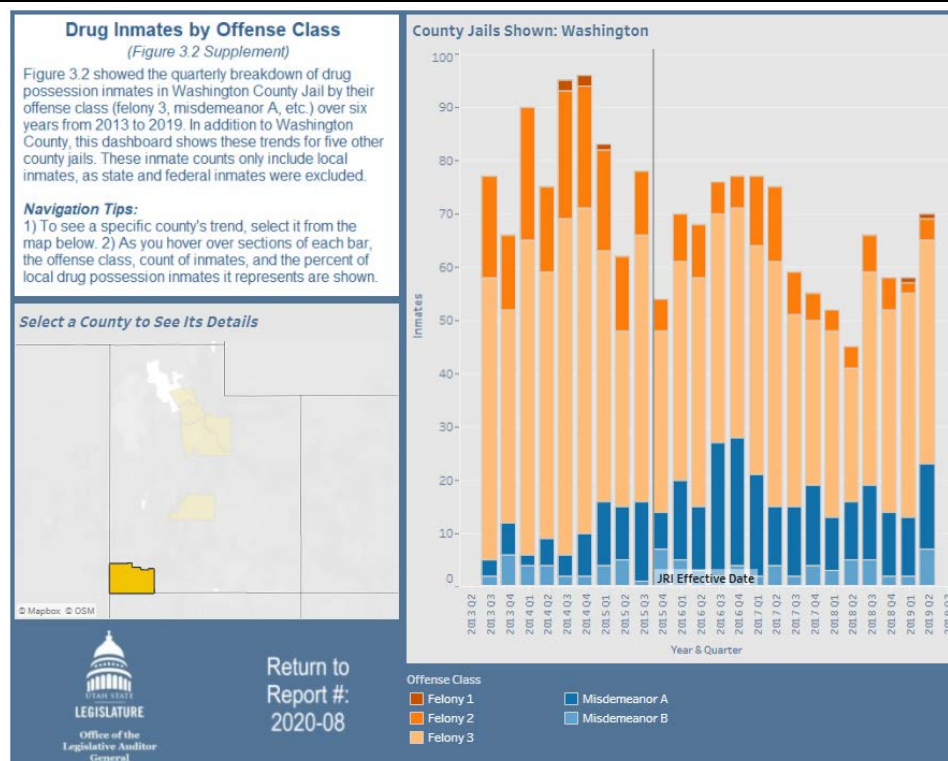 Drug Inmates by Offense Class
(Figure 3.2 Supplement)
Figure 3.2 showed the quarterly breakdown of drug
possession inmates in Washington County Jail by their
offense class (felony 3, misdemeanor A, etc.) over six
years from 2013 to 2019. In addition to Washington
County, this dashboard shows these trends for five other
county jails. These inmate counts only include local
inmates, as state and federal inmates were excluded.
Navigation Tips:
1) To see a specific county's trend, select it from the
map below. 2) As you hover over sections of each bar,
the offense class, count of inmates, and the percent of
local drug possession inmates it represents are shown.
Select a County to See Its Details
© Mapbox © OSM
UTAH STATE
LEGISLATURE
Office of the
Legislative Auditor
General
Return to
Report #:
2020-08
County Jails Shown: Washington
100
90
80
70
60
50
40
30
20
10
0
Inmates
JRI Effective Date
2013 Q2
2013 Q3
2013 Q4
2014 Q1
2014 Q2
2014 Q3
2014 Q4
2015 Q1
2015 Q2
2015 Q3
2015 Q4
2016 Q1
2016 Q2
2016 Q3
2016 Q4
2017 Q1
2017 Q2
2017 Q3
2017 Q4
2018 Q1
2018 Q2
2018 Q3
2018 Q4
2019 Q1
2019 Q2
Year & Quarter
Offense Class
Felony 1
Felony 2
Felony 3
Misdemeanor A
Misdemeanor B